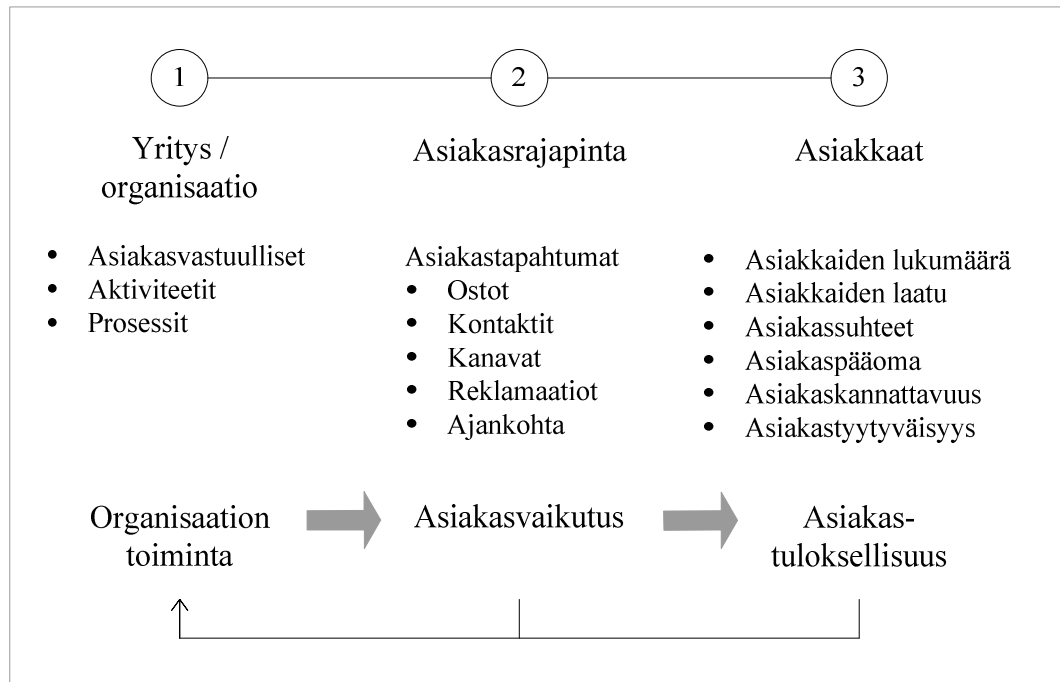 1
2
3
Yritys /
organisaatio
Asiakasrajapinta
Asiakkaat
• Asiakasvastuulliset
• Aktiviteetit
• Prosessit
Asiakastapahtumat
• Ostot
• Kontaktit
• Kanavat
• Reklamaatiot
• Ajankohta
• Asiakkaiden lukumäärä
• Asiakkaiden laatu
• Asiakassuhteet
• Asiakaspääoma
• Asiakaskannattavuus
• Asiakastyytyväisyys
Organisaation
toiminta
Asiakasvaikutus
Asiakas-
tuloksellisuus